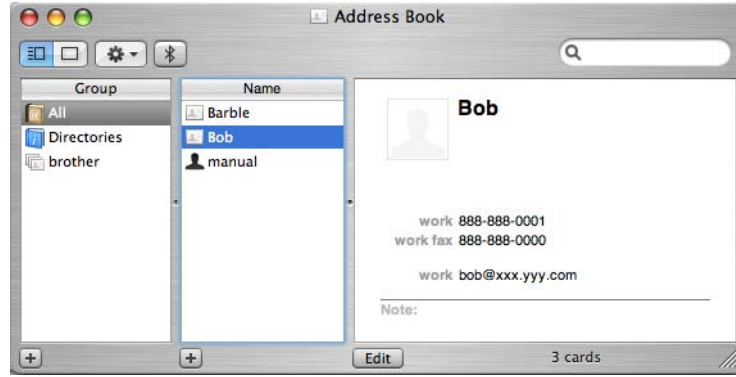 Address Book
Group
All
Directories
brother
Name
Barble
Bob
manual
Bob
work 888-888-0001
work fax 888-888-0000
work bob@xxx.yyy.com
Note:
Edit
3 cards